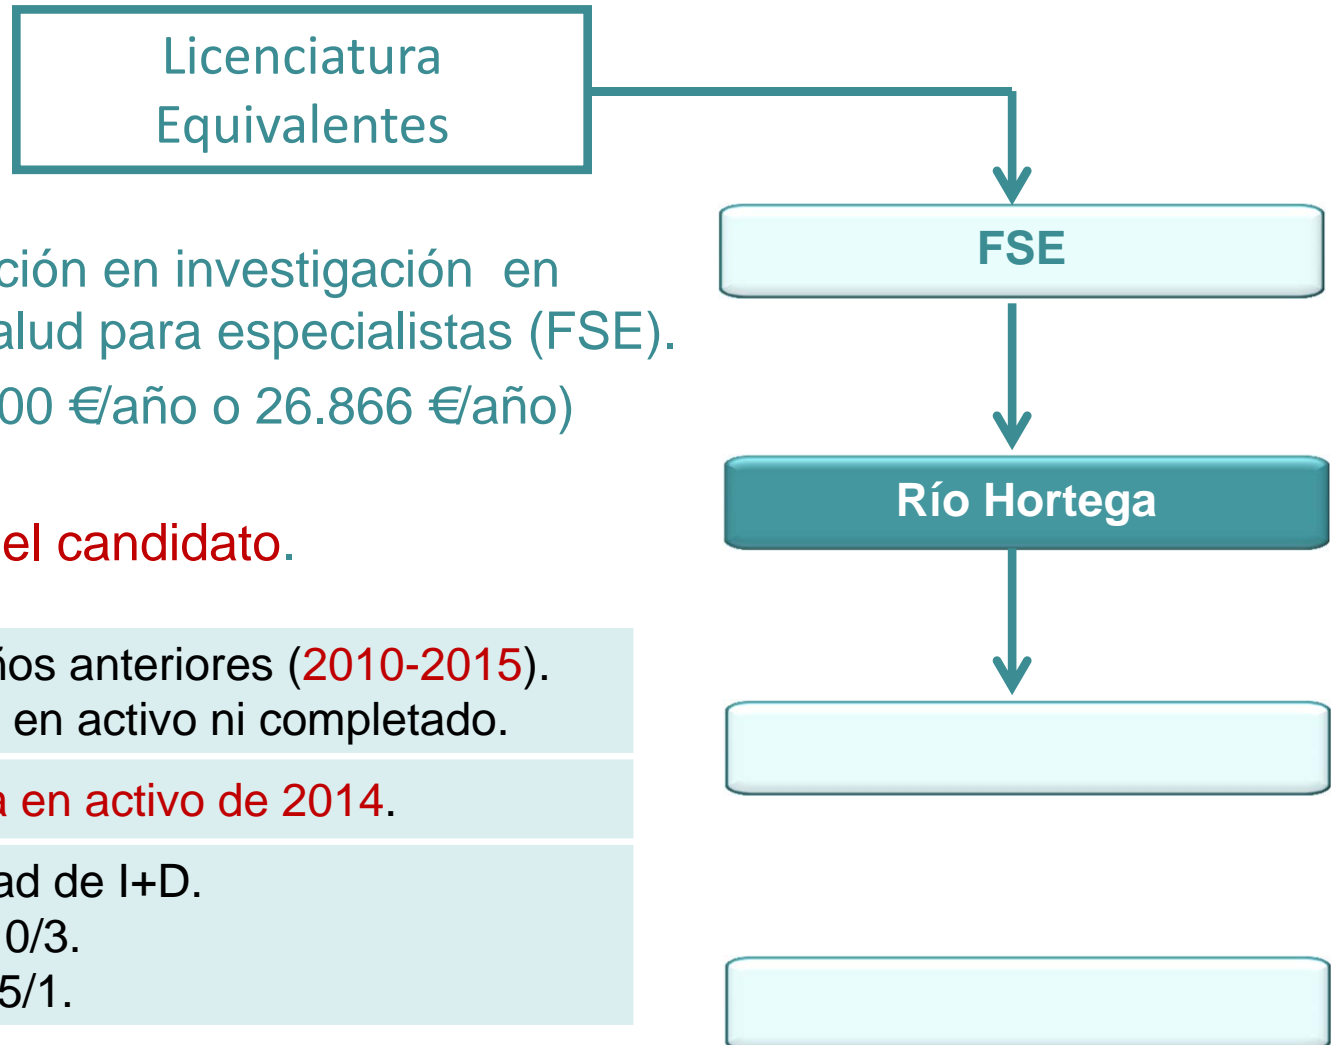 Licenciatura
Equivalentes
FSE
ción en investigación en
alud para especialistas (FSE).
00 €/año o 26.866 €/año)
Río Hortega
el candidato.
ños anteriores (2010-2015).
en activo ni completado.
a en activo de 2014.
ad de I+D.
0/3.
5/1.